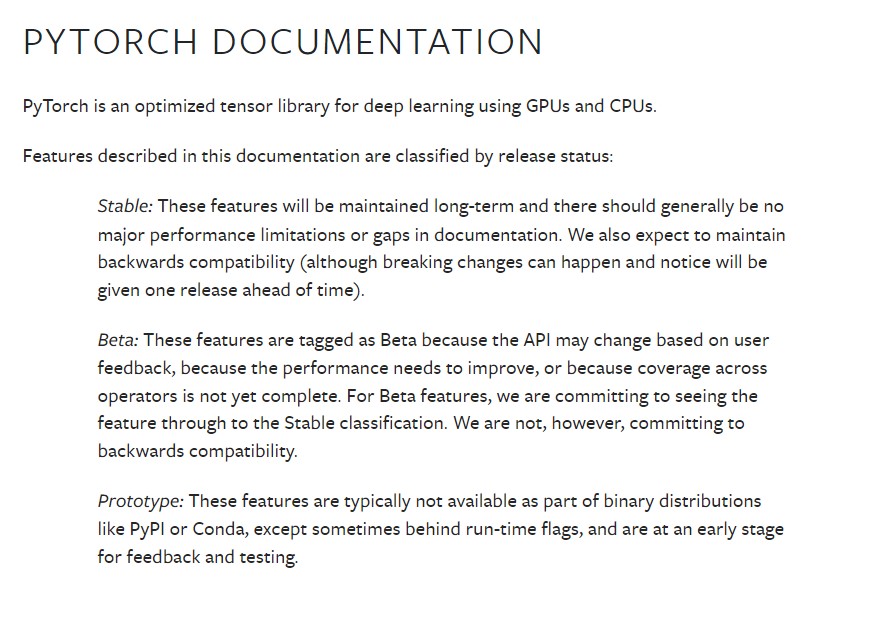 PYTORCH DOCUMENTATION
PyTorch is an optimized tensor library for deep learning using GPUs and CPUs.
Features described in this documentation are classified by release status:
Stable: These features will be maintained long-term and there should generally be no
major performance limitations or gaps in documentation. We also expect to maintain
backwards compatibility (although breaking changes can happen and notice will be
given one release ahead of time).
Beta: These features are tagged as Beta because the API may change based on user
feedback, because the performance needs to improve, or because coverage across
operators is not yet complete. For Beta features, we are committing to seeing the
feature through to the Stable classification. We are not, however, committing to
backwards compatibility.
Prototype: These features are typically not available as part of binary distributions
like PyPI or Conda, except sometimes behind run-time flags, and are at an early stage
for feedback and testing.